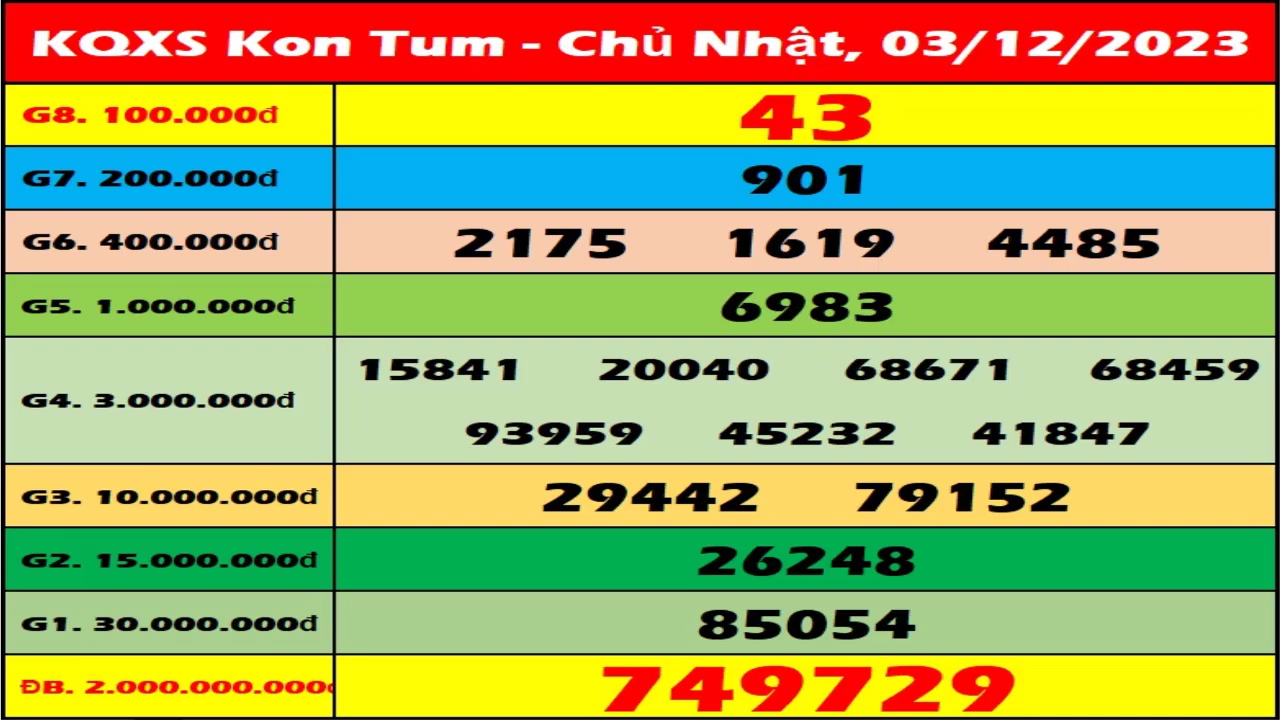 KQXS Kon Tum - Chủ Nhật, 03/12/2023
G8. 100.000đ 43
G7. 200.000đ 901
G6. 400.000đ 2175 1619 4485
G5. 1.000.000đ 6983
G4. 3.000.000đ
15841 20040 68671 68459
93959 45232 41847
G3. 10.000.000đ 29442 79152
G2. 15.000.000đ 26248
G1. 30.000.000đ 85054
ĐB. 2.000.000.000đ 749729